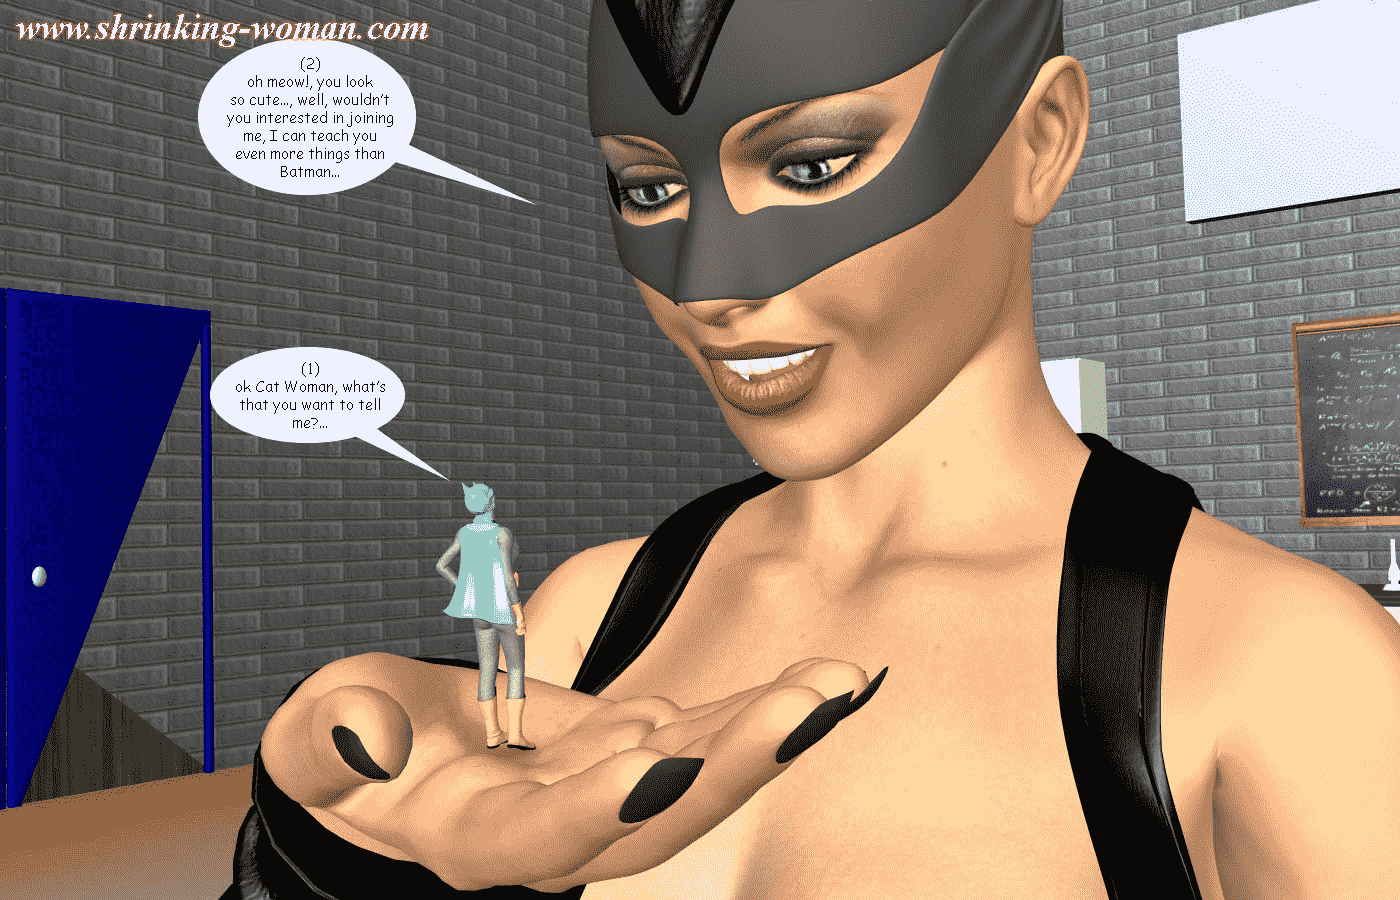 www.shrinking-woman.com
(2)
oh meow!, you look
so cute..., well, wouldn't
you interested in joining
me, I can teach you
even more things than
Batman...
(1)
ok Cat Woman, what's
that you want to tell
me?...